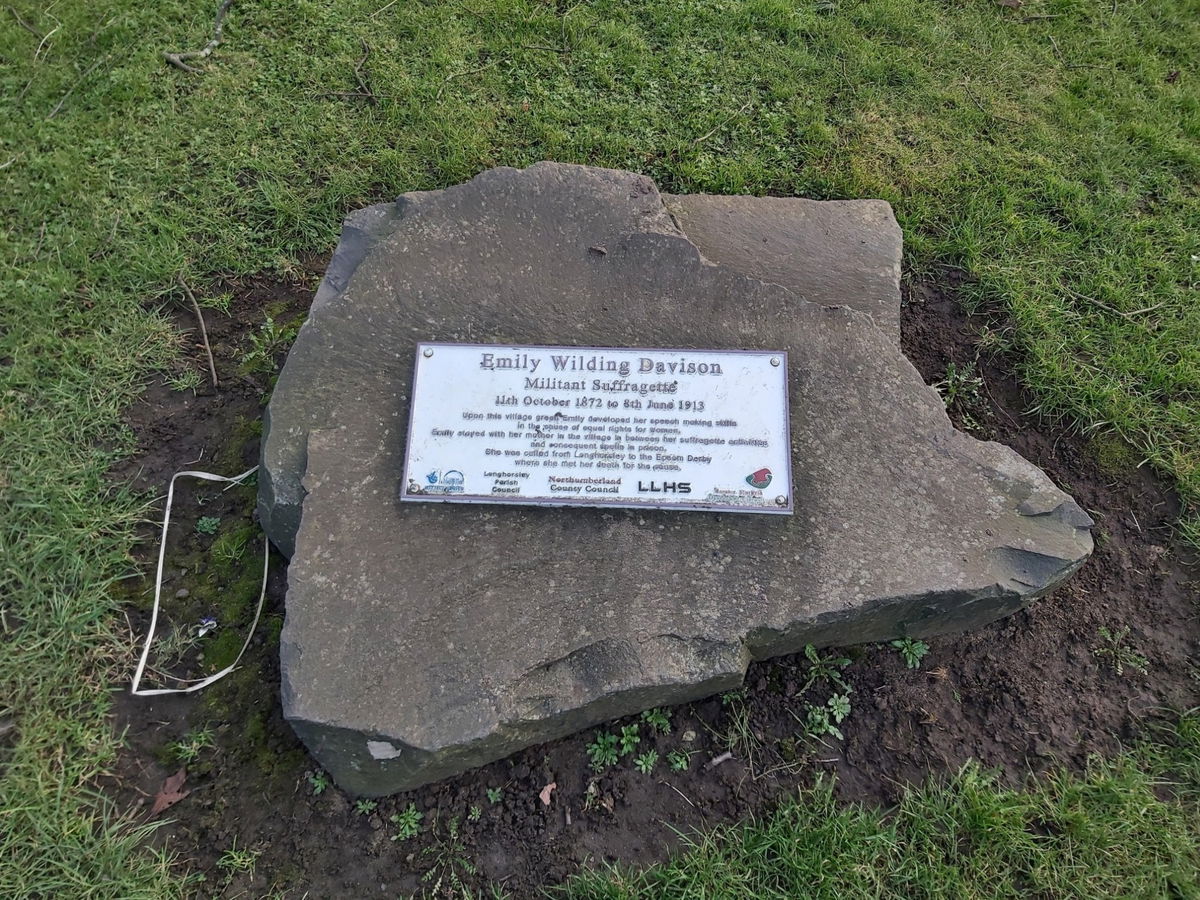 Emily Wilding Davison
Militant Suffragette
11th October 1872 to 8th June 1913
Upon this village green Emily developed her speech making skills
in the cause of equal rights for women.
Emily stayed with her mother in the village in between her suffragette activities
and consequent spells in prison.
She was called from Longhorsley to the Epsom Derby
where she met her death for the cause.
Longhorsley
Parish
Council
Northumberland
County Council
LLHS